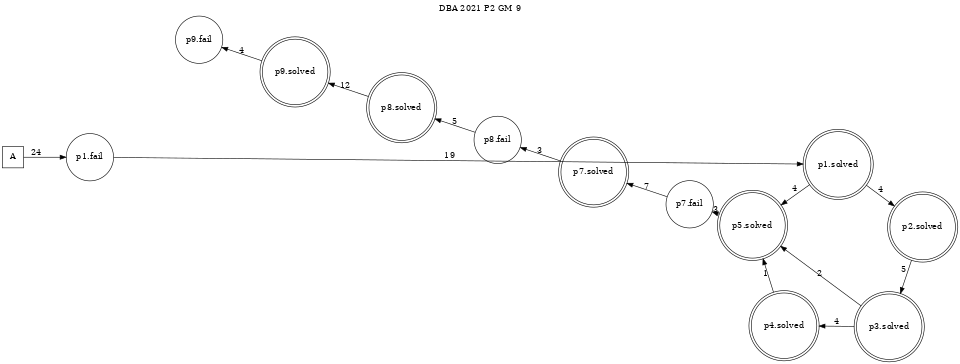 DBA 2021 P2 GM 9
p9.fail
4
p9.solved
12
p8.solved
5
p8.fail
3
p7.solved
7
p7.fail
3
A
24
p1.fail
19
p1.solved
4
4
p5.solved
p2.solved
5
2
1
p4.solved
4
p3.solved